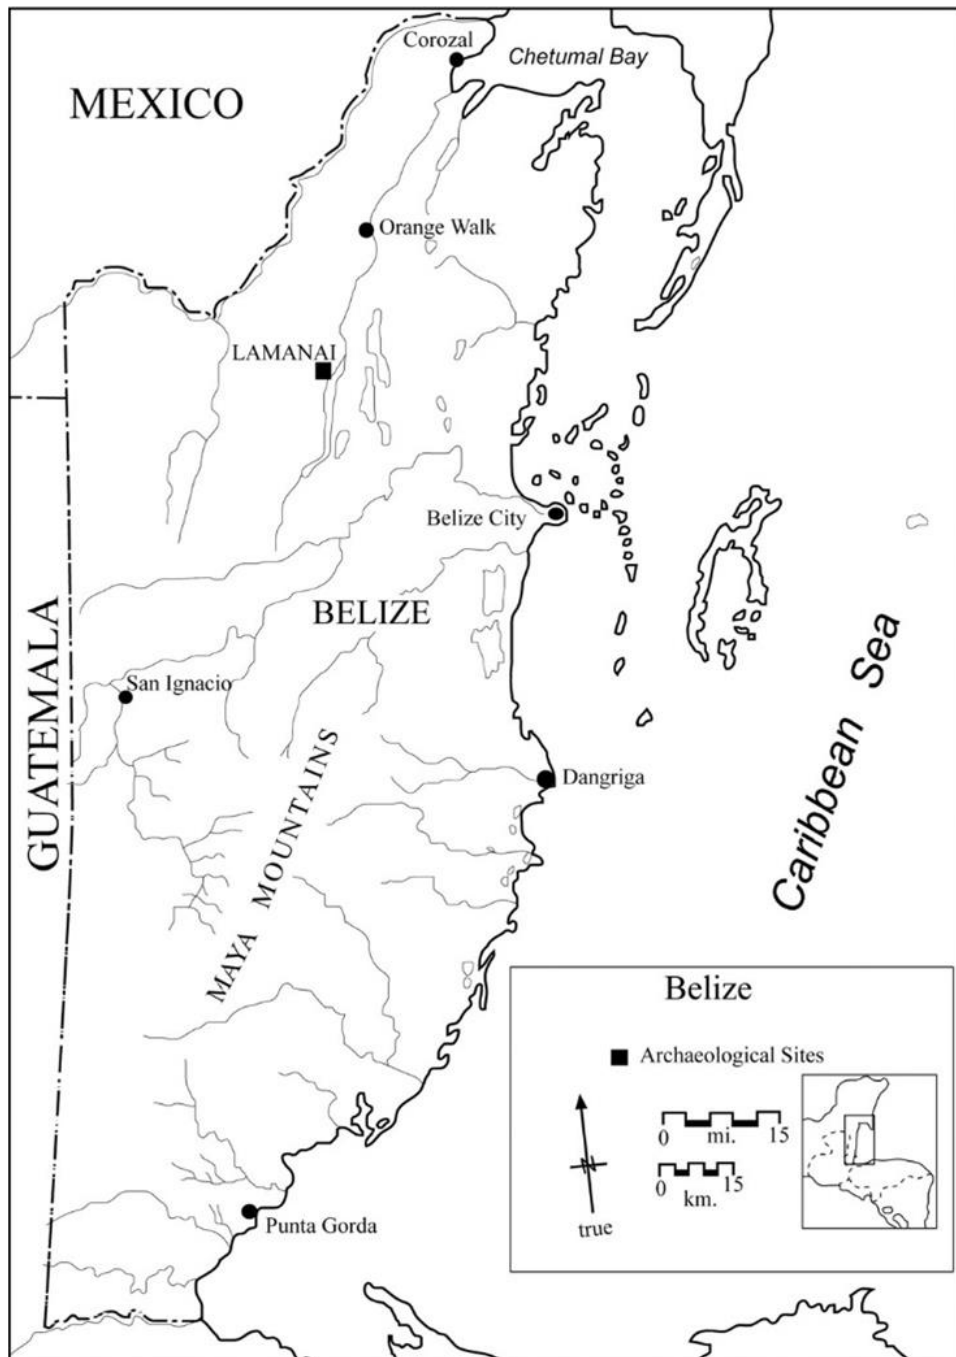 Corozal
Chetumal Bay
MEXICO
Orange Walk
LAMANAI
Belize City
BELIZE
GUATEMALA
San Ignacio
MAYA MOUNTAINS
Dangriga
Caribbean Sea
Punta Gorda
Belize
Archaeological Sites
0 mi. 15
0 15
km.
N
true